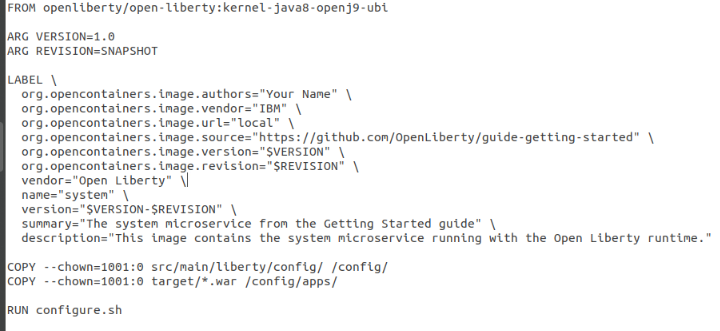 FROM openliberty/open-liberty:kernel-java8-openj9-ubi

ARG VERSION=1.0
ARG REVISION=SNAPSHOT

LABEL \
  org.opencontainers.image.authors="Your Name" \
  org.opencontainers.image.vendor="IBM" \
  org.opencontainers.image.url="local" \
  org.opencontainers.image.source="https://github.com/OpenLiberty/guide-getting-started" \
  org.opencontainers.image.version="$VERSION" \
  org.opencontainers.image.revision="$REVISION" \
  vendor="Open Liberty" \
  name="system" \
  version="$VERSION-$REVISION" \
  summary="The system microservice from the Getting Started guide" \
  description="This image contains the system microservice running with the Open Liberty runtime."

COPY --chown=1001:0 src/main/liberty/config/ /config/
COPY --chown=1001:0 target/*.war /config/apps/

RUN configure.sh